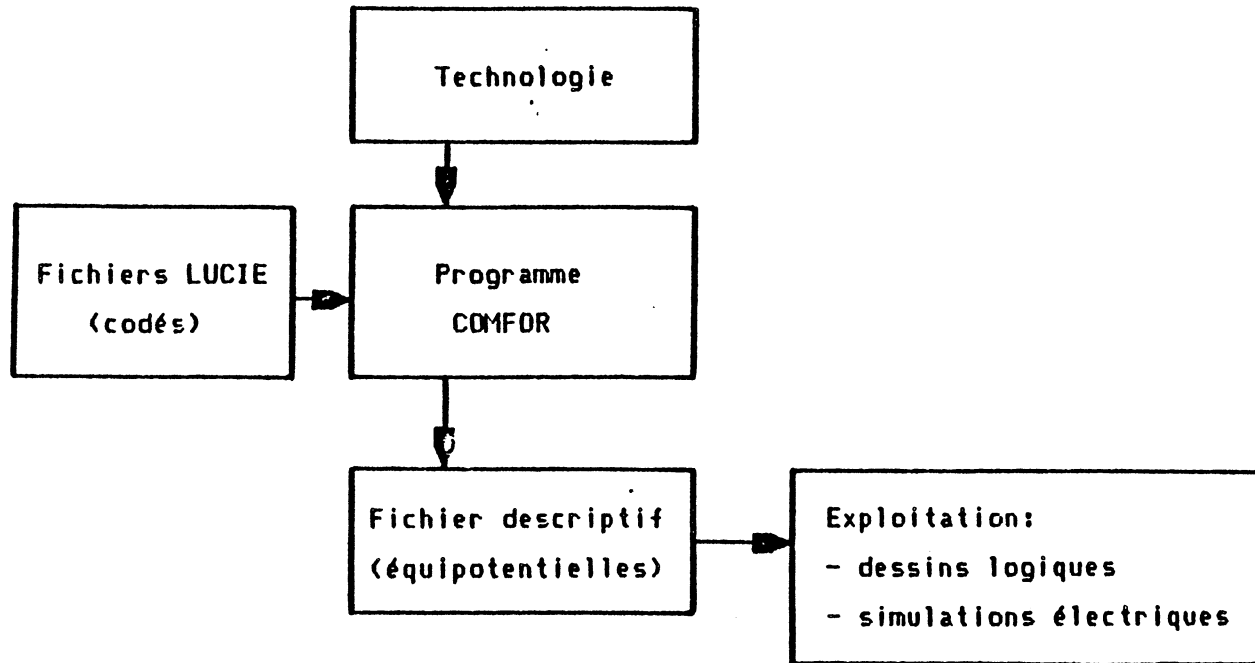 Technologie
Fichiers LUCIE
(codés)
Programme
COMFOR
Fichier descriptif
(équipotentielles)
Exploitation:
- dessins logiques
- simulations électriques